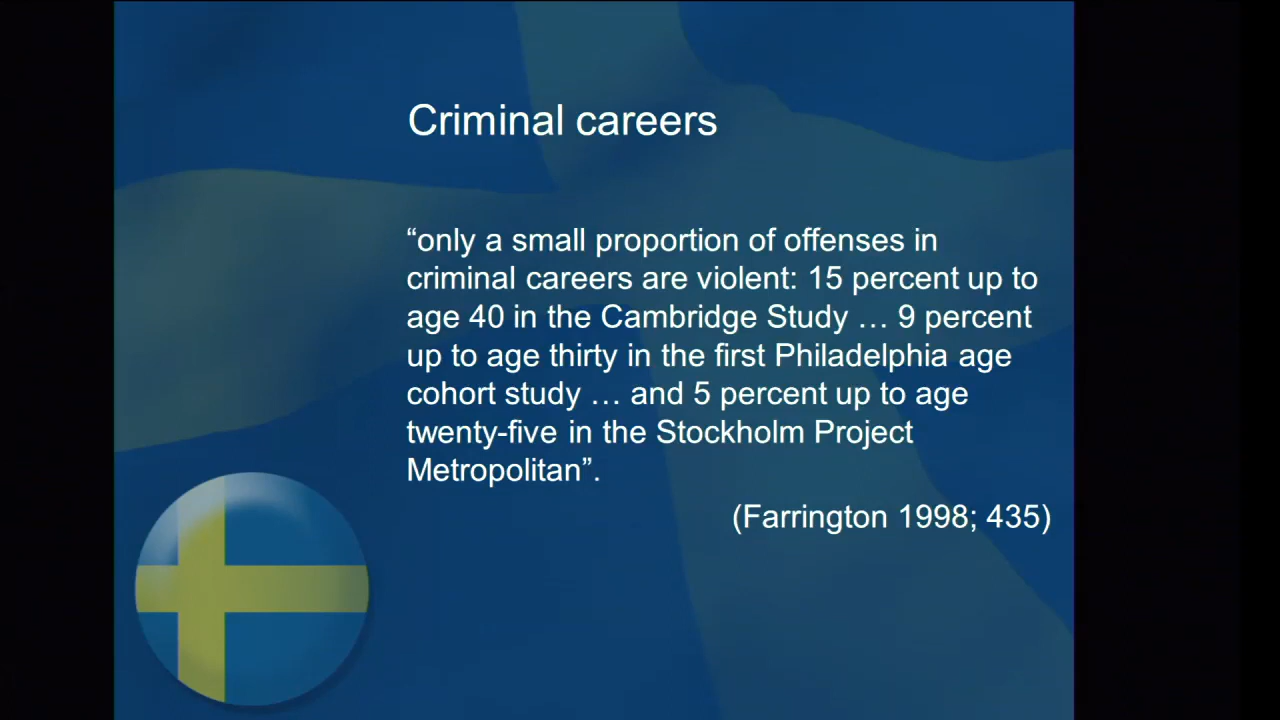 Criminal careers
“only a small proportion of offenses in
criminal careers are violent: 15 percent up to
age 40 in the Cambridge Study … 9 percent
up to age thirty in the first Philadelphia age
cohort study … and 5 percent up to age
twenty-five in the Stockholm Project
Metropolitan”.
(Farrington 1998; 435)